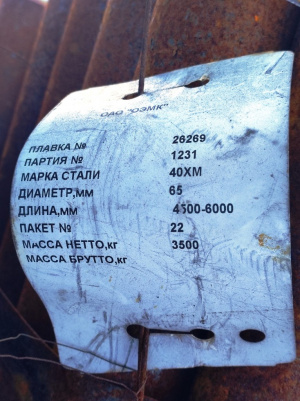 ОАО "ОЭМК"
ПЛАВКА № 26269
ПАРТИЯ № 1231
МАРКА СТАЛИ 40ХМ
ДИАМЕТР,мм 65
ДЛИНА,мм 4500-6000
ПАКЕТ № 22
МАССА НЕТТО,кг 3500
МАССА БРУТТО,кг